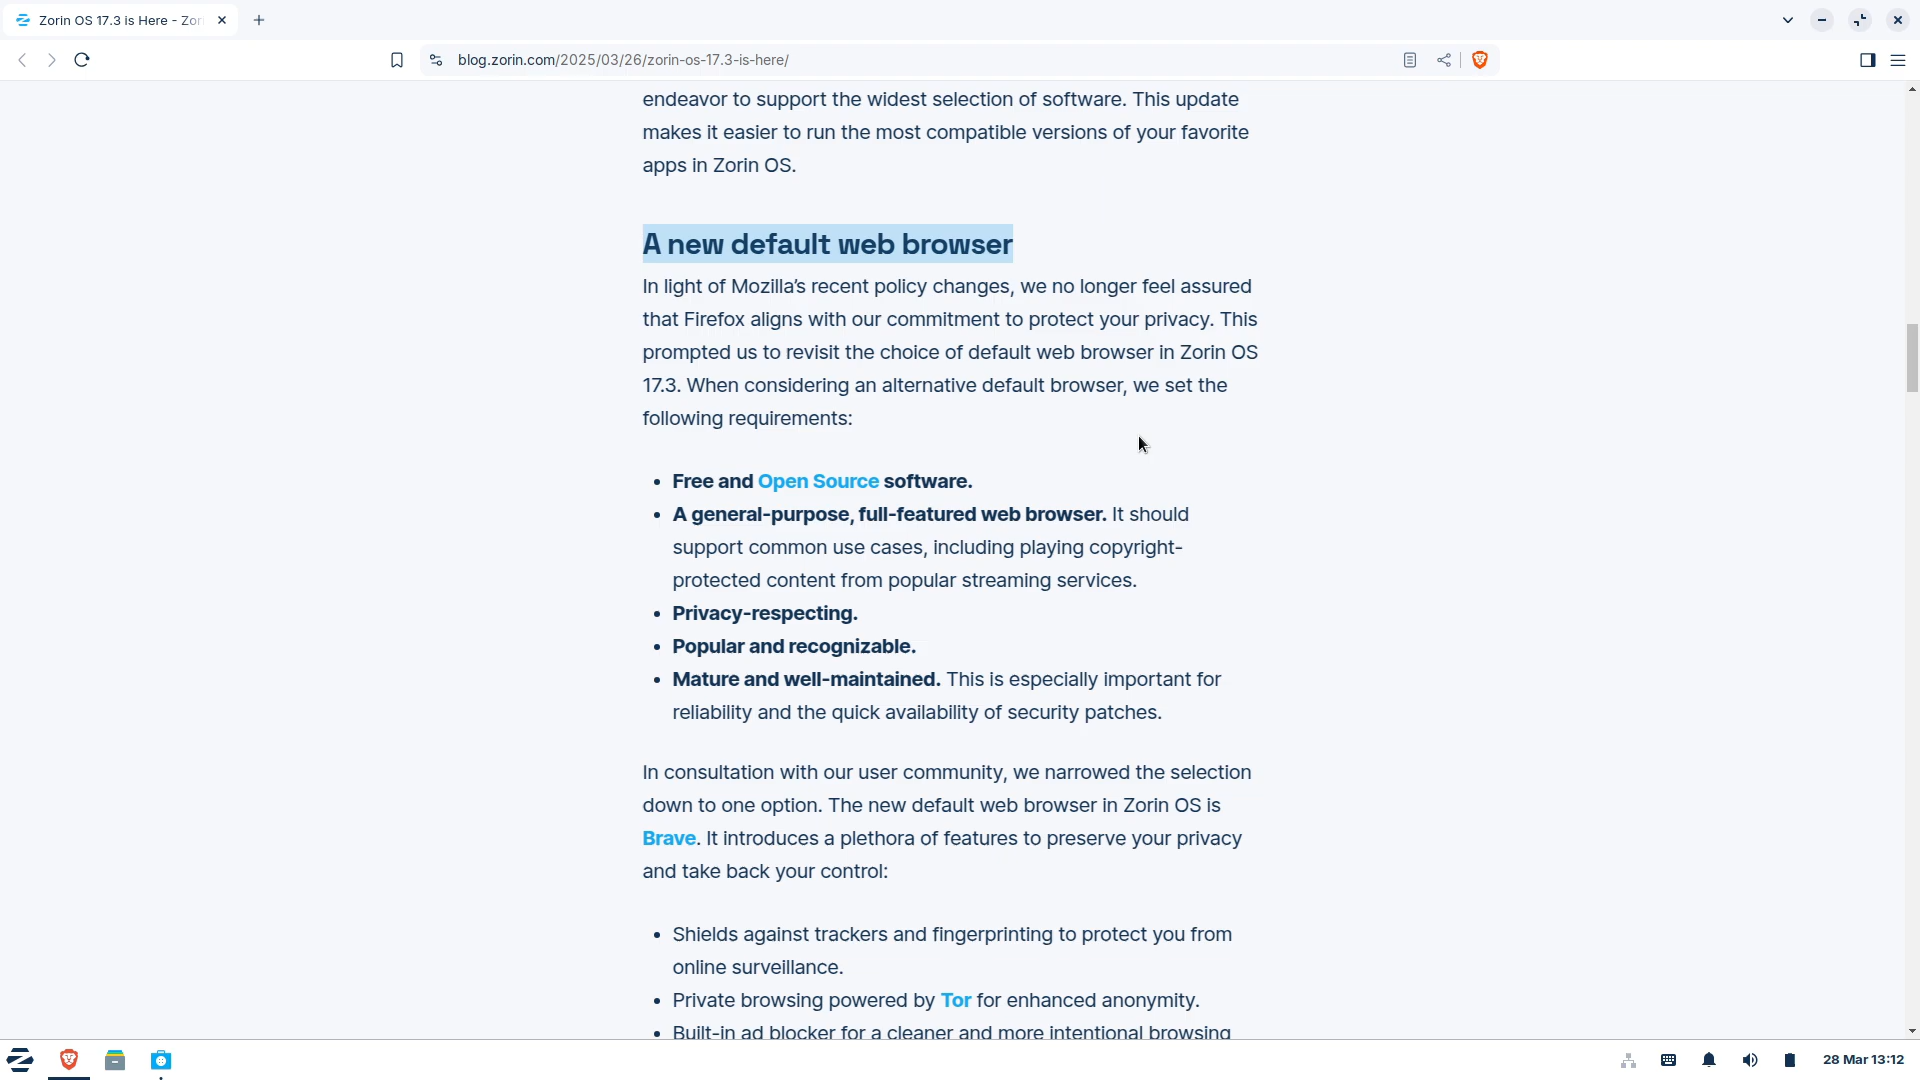 Zorin OS 17.3 is Here - Zor
blog.zorin.com/2025/03/26/zorin-os-17.3-is-here/
endeavor to support the widest selection of software. This update
makes it easier to run the most compatible versions of your favorite
apps in Zorin OS.
A new default web browser
In light of Mozilla’s recent policy changes, we no longer feel assured
that Firefox aligns with our commitment to protect your privacy. This
prompted us to revisit the choice of default web browser in Zorin OS
17.3. When considering an alternative default browser, we set the
following requirements:
• Free and Open Source software.
• A general-purpose, full-featured web browser. It should
support common use cases, including playing copyright-
protected content from popular streaming services.
• Privacy-respecting.
• Popular and recognizable.
• Mature and well-maintained. This is especially important for
reliability and the quick availability of security patches.
In consultation with our user community, we narrowed the selection
down to one option. The new default web browser in Zorin OS is
Brave. It introduces a plethora of features to preserve your privacy
and take back your control:
• Shields against trackers and fingerprinting to protect you from
online surveillance.
• Private browsing powered by Tor for enhanced anonymity.
• Built-in ad blocker for a cleaner and more intentional browsing
28 Mar 13:12